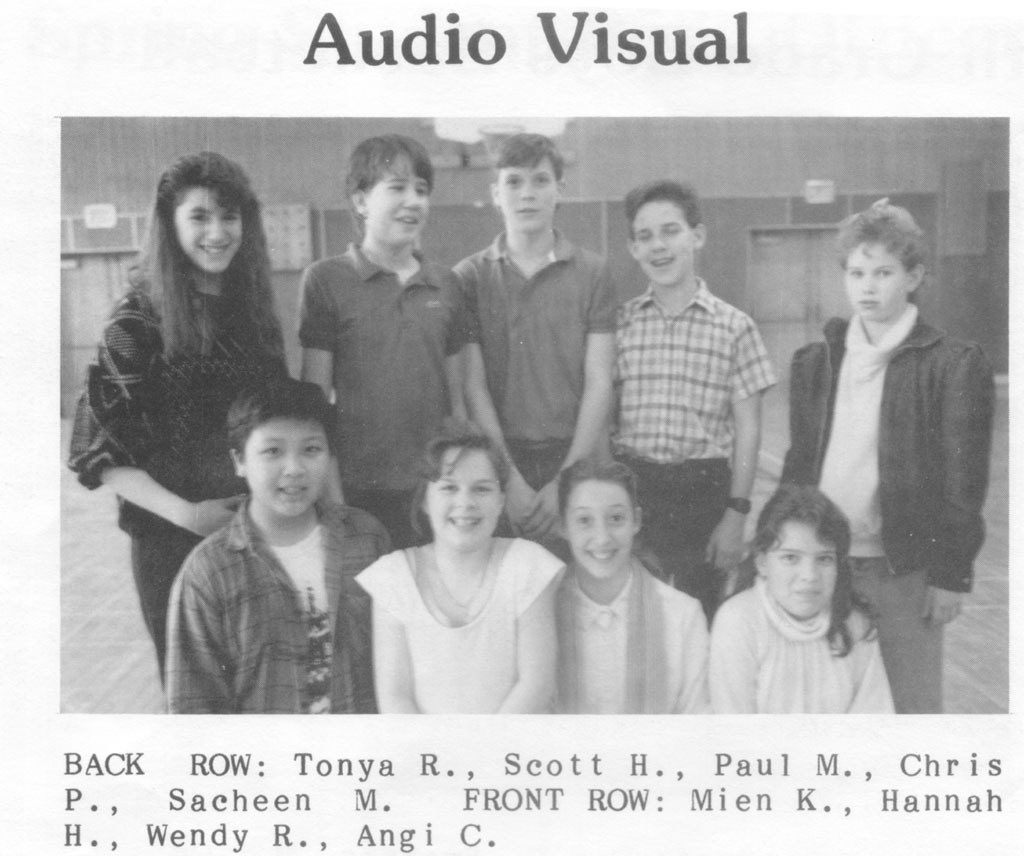 Audio Visual
BACK ROW: Tonya R., Scott H., Paul M., Chris
P., Sacheen M. FRONT ROW: Mien K., Hannah
H., Wendy R., Angi C.